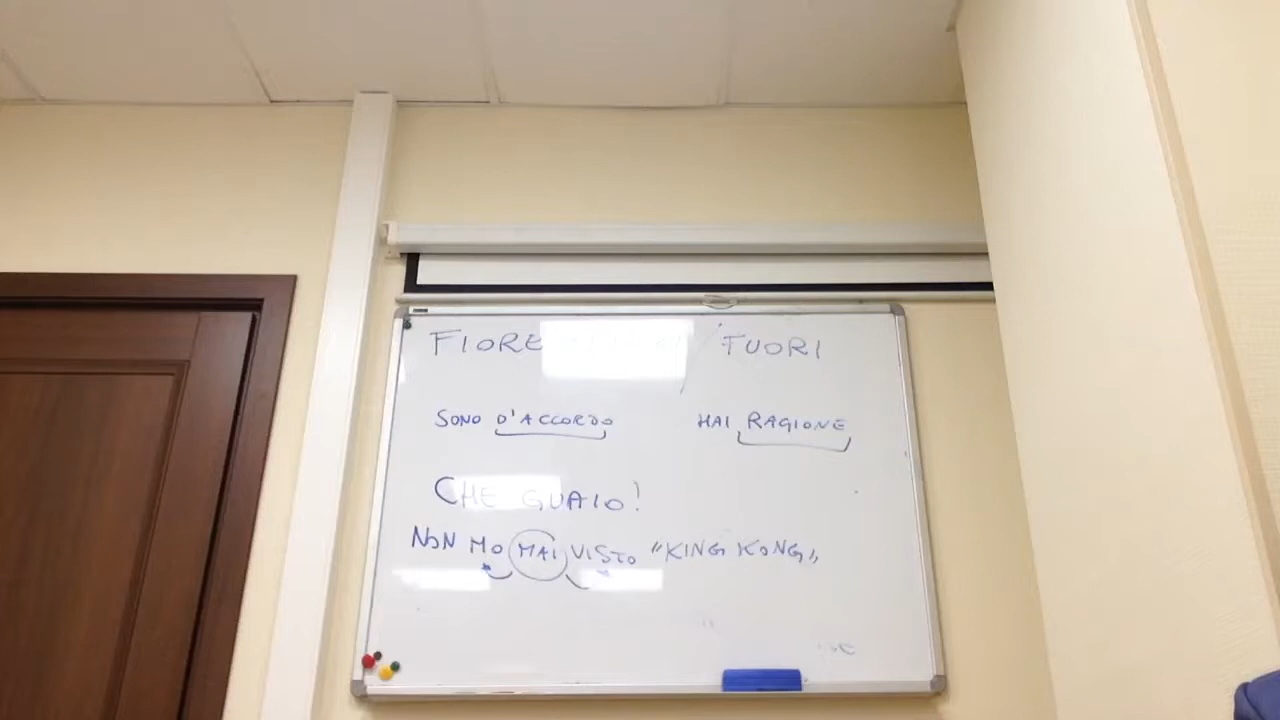 FIORE / FUORI
SONO D'ACCORDO HAI RAGIONE
CHE GUAIO!
NON HO MAI VISTO "KING KONG"